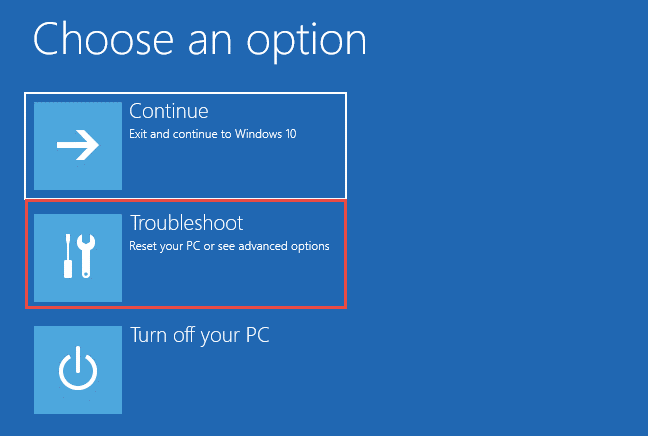 Choose an option
Continue
Exit and continue to Windows 10
Troubleshoot
Reset your PC or see advanced options
Turn off your PC